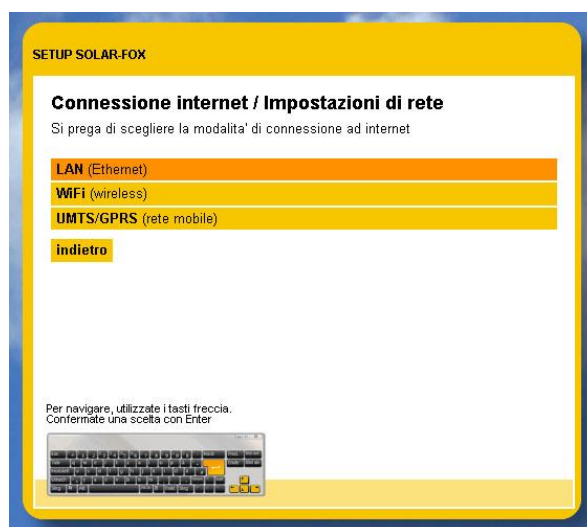 SETUP SOLAR-FOX
Connessione internet / Impostazioni di rete
Si prega di scegliere la modalita' di connessione ad internet
LAN (Ethernet)
WiFi (wireless)
UMTS/GPRS (rete mobile)
indietro
Per navigare, utilizzate i tasti freccia.
Confermate una scelta con Enter